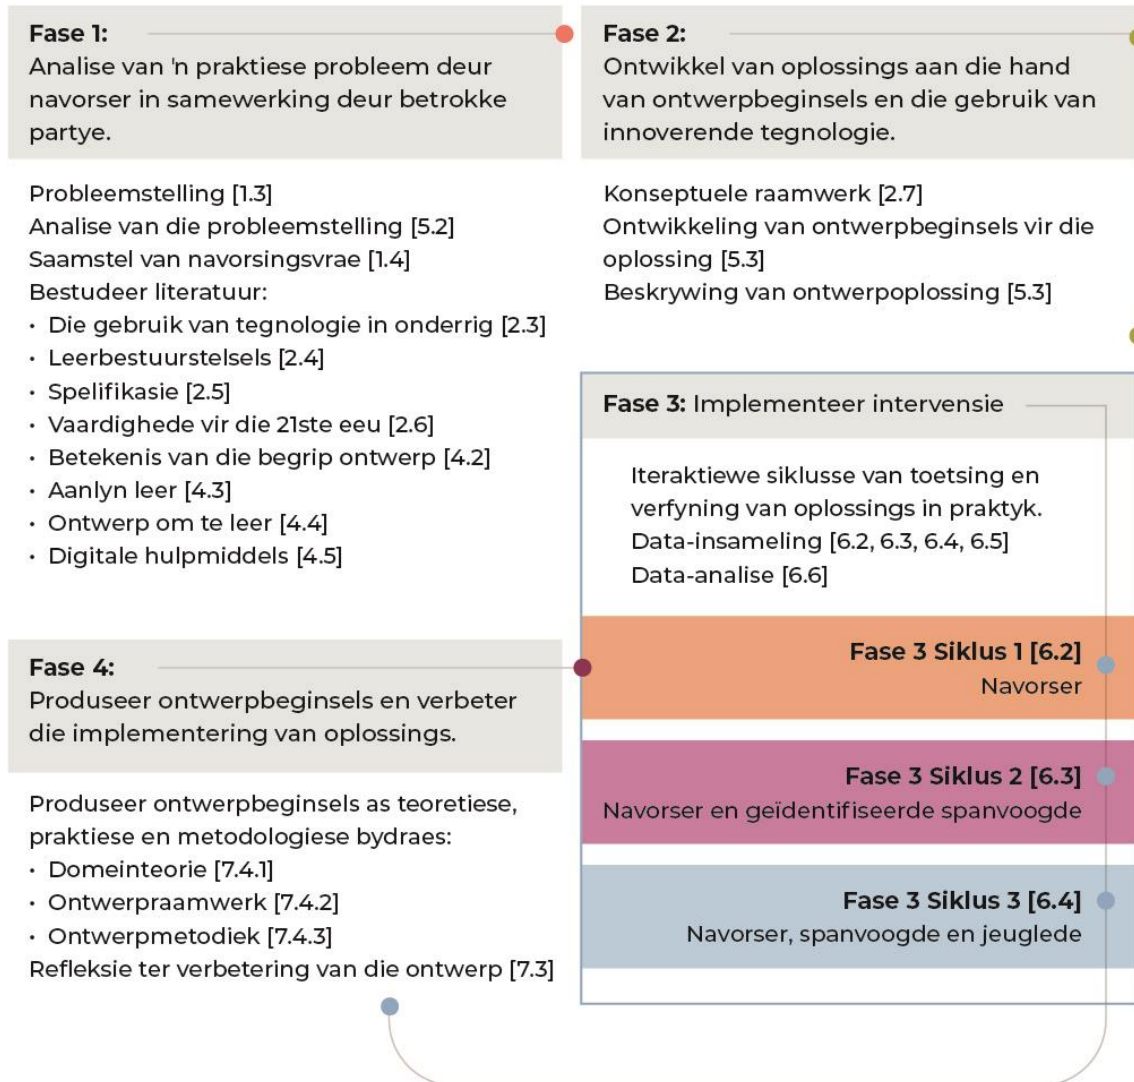 Fase 1:
Analise van 'n praktiese probleem deur
navorser in samewerking deur betrokke
partye.
Probleemstelling [1.3]
Analise van die probleemstelling [5.2]
Saamstel van navorsingsvrae [1.4]
Bestudeer literatuur:
• Die gebruik van tegnologie in onderrig [2.3]
• Leerbestuurstelsels [2.4]
• Spelifikasie [2.5]
• Vaardighede vir die 21ste eeu [2.6]
• Betekenis van die begrip ontwerp [4.2]
• Aanlyn leer [4.3]
• Ontwerp om te leer [4.4]
• Digitale hulpmiddels [4.5]
Fase 2:
Ontwikkel van oplossings aan die hand
van ontwerpbeginsels en die gebruik van
innoverende tegnologie.
Konseptuele raamwerk [2.7]
Ontwikkeling van ontwerpbeginsels vir die
oplossing [5.3]
Beskrywing van ontwerpoplossing [5.3]
Fase 3: Implementeer intervensie
Iteraktiewe siklusse van toetsing en
verfyning van oplossings in praktyk.
Data-insameling [6.2, 6.3, 6.4, 6.5]
Data-analise [6.6]
Fase 3 Siklus 1 [6.2]
Navorser
Fase 3 Siklus 2 [6.3]
Navorser en geïdentifiseerde spanvoogde
Fase 3 Siklus 3 [6.4]
Navorser, spanvoogde en jeuglede
Fase 4:
Produseer ontwerpbeginsels en verbeter
die implementering van oplossings.
Produseer ontwerpbeginsels as teoretiese,
praktiese en metodologiese bydraes:
• Domeinteorie [7.4.1]
• Ontwerpraamwerk [7.4.2]
• Ontwerpmetodiek [7.4.3]
Refleksie ter verbetering van die ontwerp [7.3]